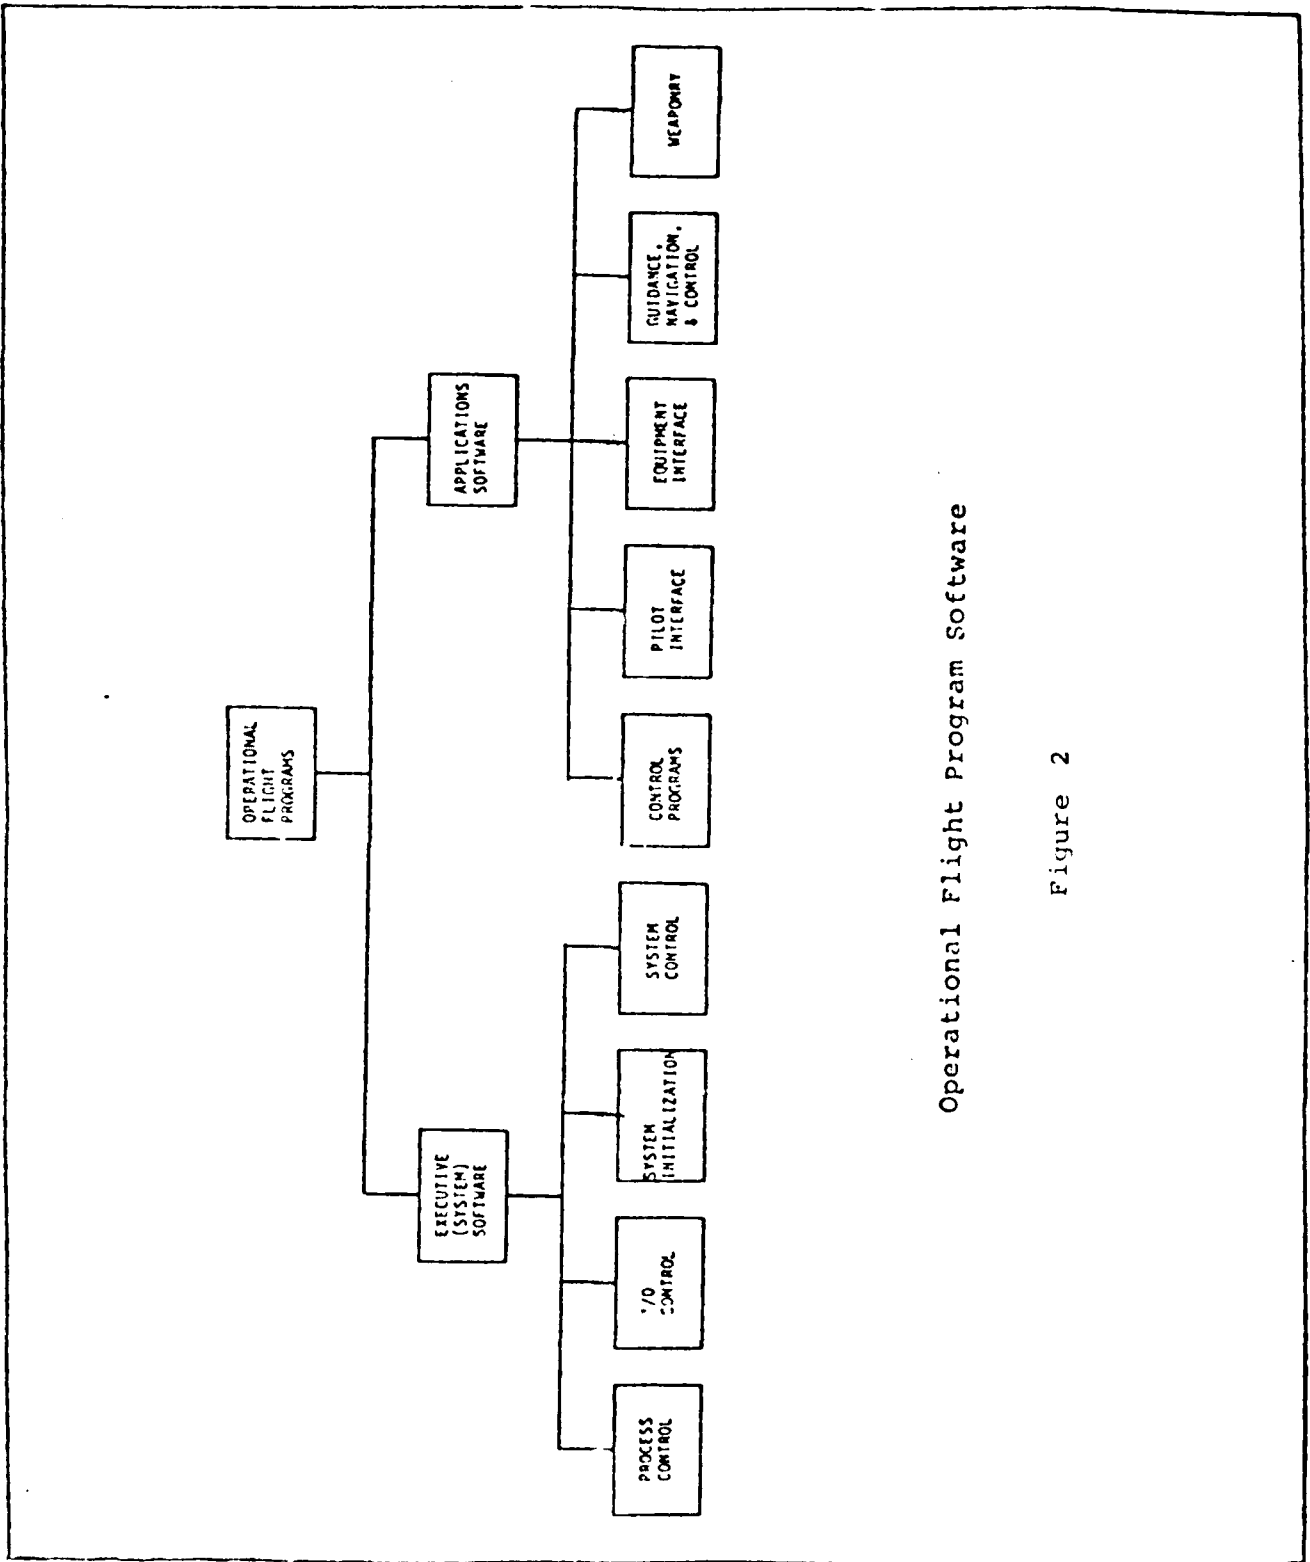 OPERATIONAL
FLIGHT
PROGRAMS
EXECUTIVE
(SYSTEM)
SOFTWARE
APPLICATIONS
SOFTWARE
PROCESS
CONTROL
I/O
CONTROL
SYSTEM
INITIALIZATION
SYSTEM
CONTROL
CONTROL
PROGRAMS
PILOT
INTERFACE
EQUIPMENT
INTERFACE
GUIDANCE,
NAVIGATION,
& CONTROL
WEAPONRY
Operational Flight Program Software
Figure 2